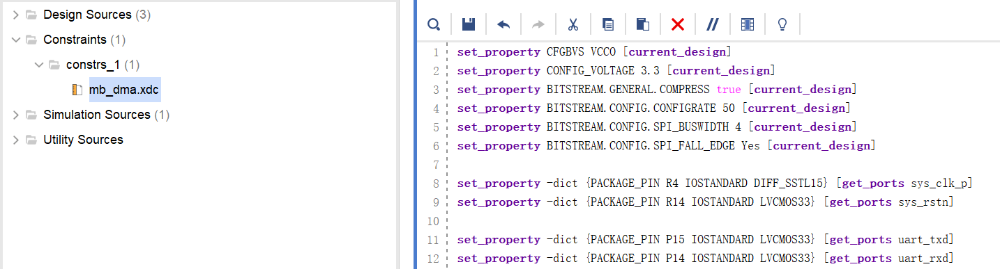 Design Sources (3)
Constraints (1)
constrs_1 (1)
mb_dma.xdc
Simulation Sources (1)
Utility Sources
1 set_property CFGBVS VCCO [current_design]
2 set_property CONFIG_VOLTAGE 3.3 [current_design]
3 set_property BITSTREAM.GENERAL.COMPRESS true [current_design]
4 set_property BITSTREAM.CONFIG.CONFIGRATE 50 [current_design]
5 set_property BITSTREAM.CONFIG.SPI_BUSWIDTH 4 [current_design]
6 set_property BITSTREAM.CONFIG.SPI_FALL_EDGE Yes [current_design]
7
8 set_property -dict {PACKAGE_PIN R4 IOSTANDARD DIFF_SSTL15} [get_ports sys_clk_p]
9 set_property -dict {PACKAGE_PIN R14 IOSTANDARD LVCMOS33} [get_ports sys_rstn]
10
11 set_property -dict {PACKAGE_PIN P15 IOSTANDARD LVCMOS33} [get_ports uart_txd]
12 set_property -dict {PACKAGE_PIN P14 IOSTANDARD LVCMOS33} [get_ports uart_rxd]